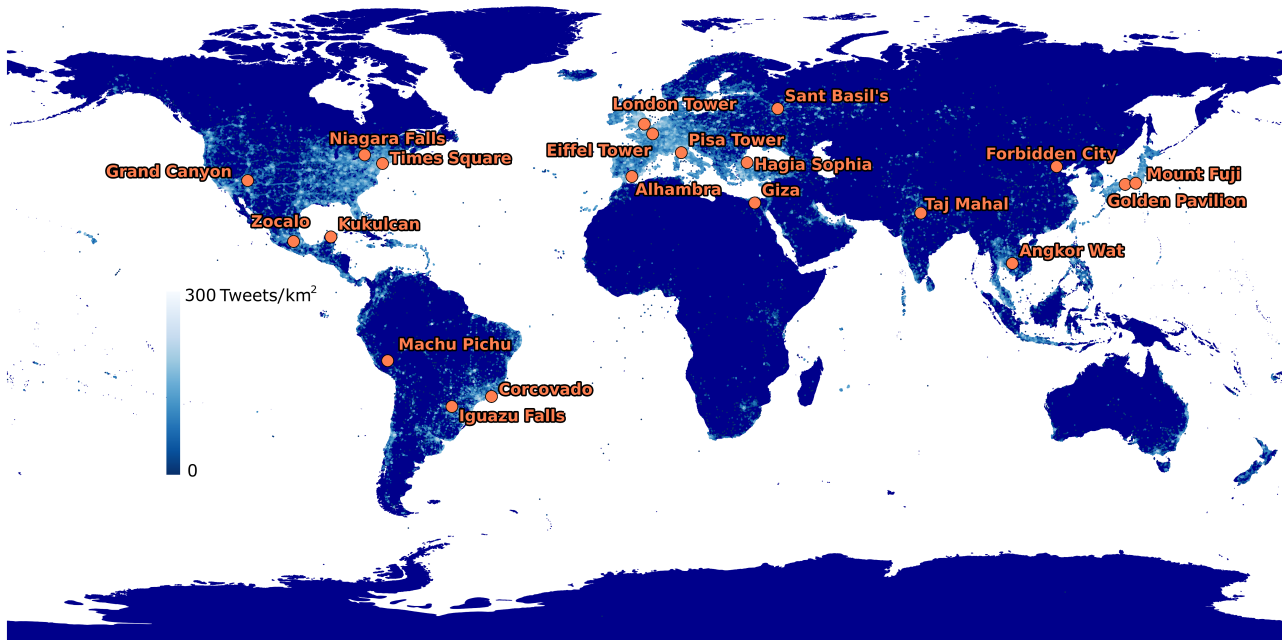 Sant Basil's
London Tower
Niagara Falls
Pisa Tower
Eiffel Tower
Times Square
Forbidden City
Hagia Sophia
Grand Canyon
Mount Fuji
Alhambra
Giza
Golden Pavilion
Taj Mahal
Zocalo
Kukulcan
Angkor Wat
300 Tweets/km²
Machu Pichu
Corcovado
Iguazu Falls
0